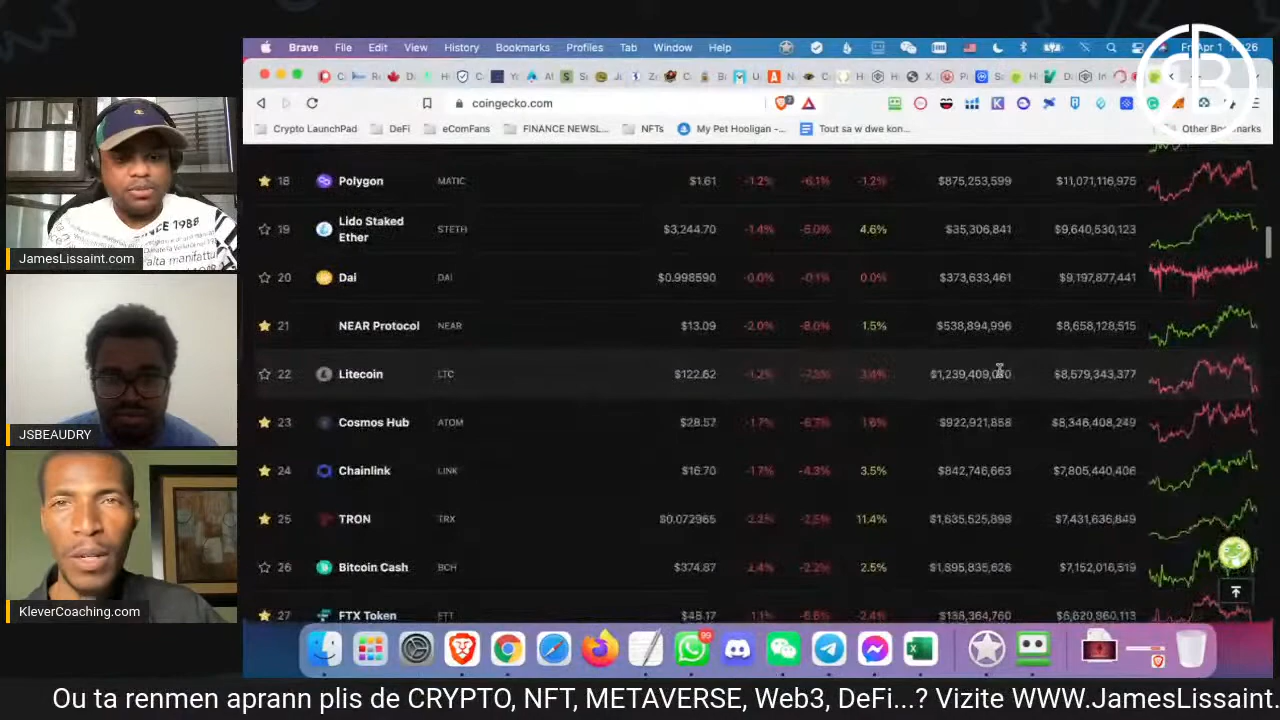 Brave File Edit View History Bookmarks Profiles Tab Window Help
coingecko.com
Crypto LaunchPad DeFi eComFans FINANCE NEWSL... NFTs My Pet Hooligan -... Tout sa w dwe kon... Other Bookmarks
18 Polygon MATIC $1.61 -1.2% -6.1% -1.2% $875,253,599 $11,071,116,975
19 Lido Staked Ether STETH $3,244.70 -1.4% -5.0% 4.6% $35,306,841 $9,640,530,123
20 Dai DAI $0.998590 -0.0% -0.1% 0.0% $373,633,461 $9,197,877,441
21 NEAR Protocol NEAR $13.09 -2.0% -8.0% 1.5% $538,894,996 $8,658,128,515
22 Litecoin LTC $122.62 $8,579,343,377
23 Cosmos Hub ATOM $28.57 -1.7% -6.7% $922,921,858 $8,346,408,249
24 Chainlink LINK $16.70 -1.7% -4.3% 3.5% $842,746,663 $7,805,440,406
25 TRON TRX $0.072965 -2.2% -2.5% 11.4% $1,635,525,898 $7,431,636,849
26 Bitcoin Cash BCH $374.87 -2.2% 2.5% $1,895,835,626 $7,152,016,519
27 FTX Token FTT $48.17 $6,620,860,113
SINCE 1988
JamesLissaint.com
JSBEAUDRY
KleverCoaching.com
99
Ou ta renmen aprann plis de CRYPTO, NFT, METAVERSE, Web3, DeFi...? Vizite WWW.JamesLissaint.